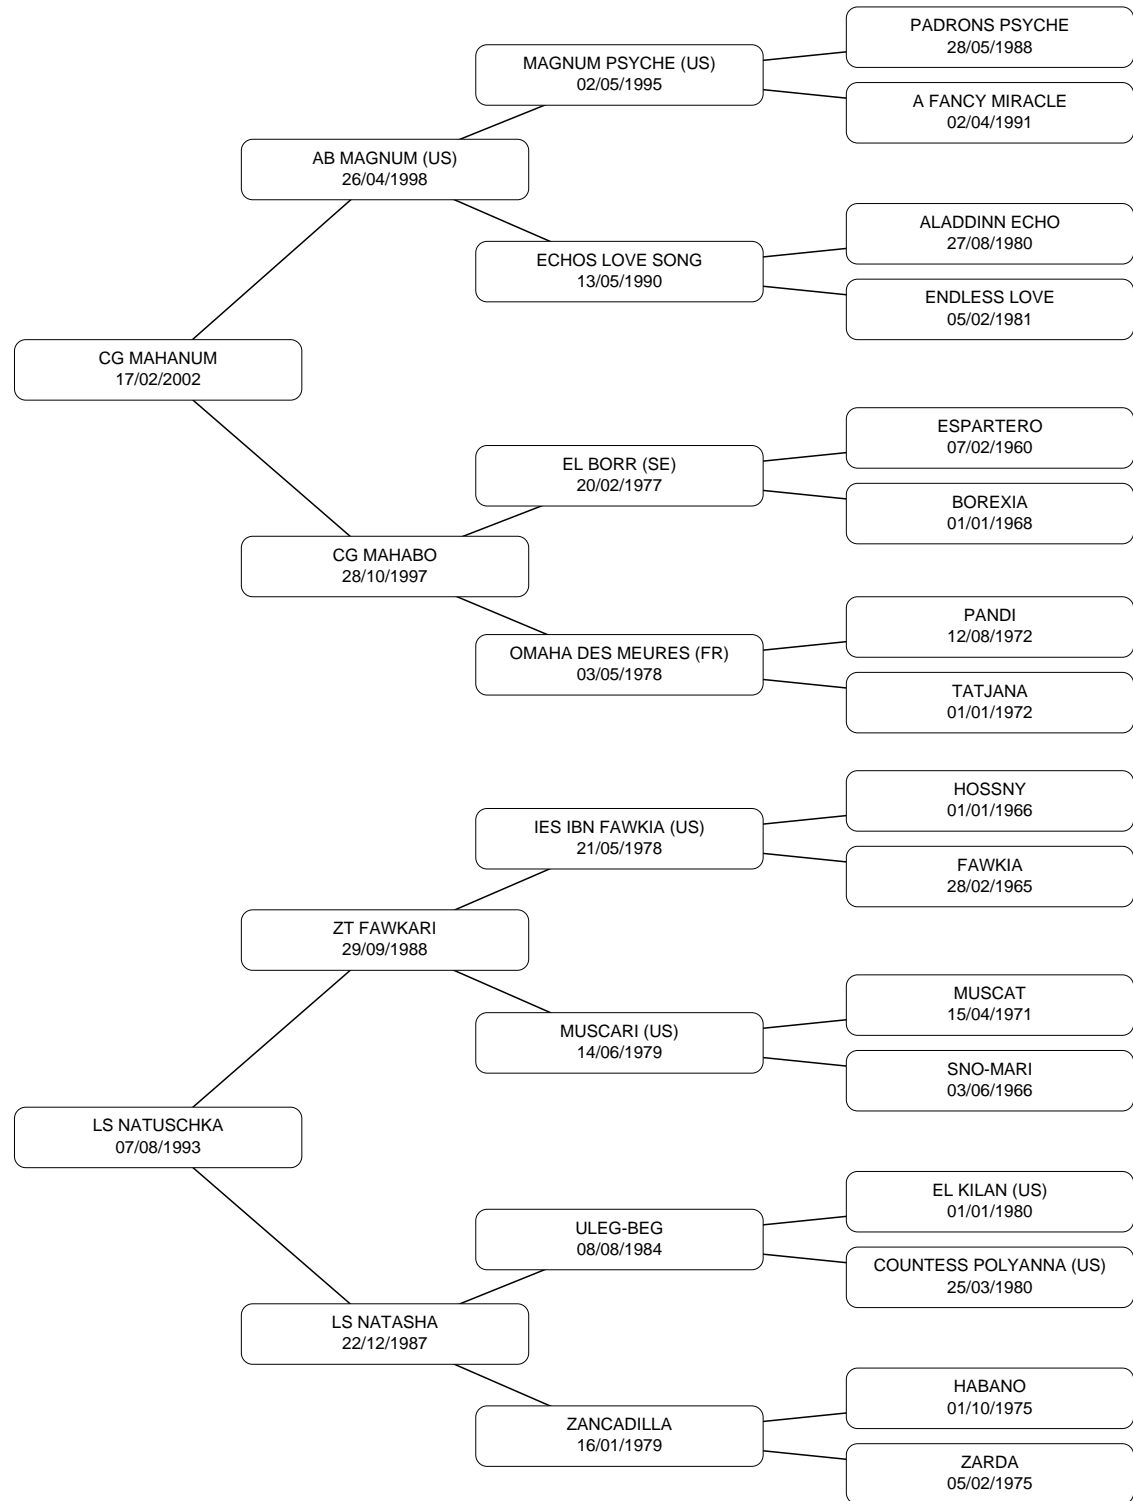 PADRONS PSYCHE
28/05/1988
MAGNUM PSYCHE (US)
02/05/1995
A FANCY MIRACLE
02/04/1991
AB MAGNUM (US)
26/04/1998
ALADDINN ECHO
27/08/1980
ECHOS LOVE SONG
13/05/1990
ENDLESS LOVE
05/02/1981
CG MAHANUM
17/02/2002
ESPARTERO
07/02/1960
EL BORR (SE)
20/02/1977
BOREXIA
01/01/1968
CG MAHABO
28/10/1997
PANDI
12/08/1972
OMAHA DES MEURES (FR)
03/05/1978
TATJANA
01/01/1972
HOSSNY
01/01/1966
IES IBN FAWKIA (US)
21/05/1978
FAWKIA
28/02/1965
ZT FAWKARI
29/09/1988
MUSCAT
15/04/1971
MUSCARI (US)
14/06/1979
SNO-MARI
03/06/1966
LS NATUSCHKA
07/08/1993
EL KILAN (US)
01/01/1980
ULEG-BEG
08/08/1984
COUNTESS POLYANNA (US)
25/03/1980
LS NATASHA
22/12/1987
HABANO
01/10/1975
ZANCADILLA
16/01/1979
ZARDA
05/02/1975